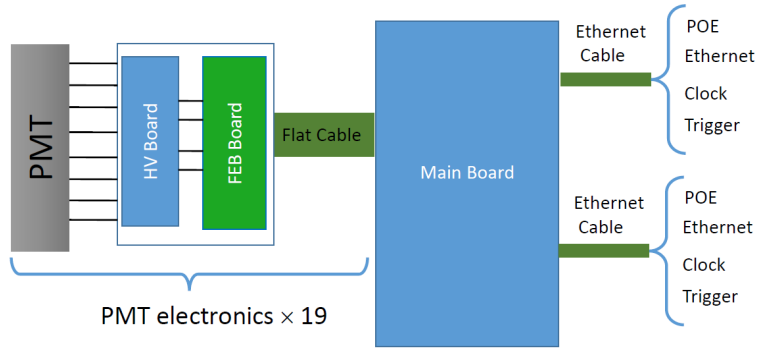 PMT
HV Board
FEB Board
Flat Cable
PMT electronics × 19
Main Board
Ethernet
Cable
POE
Ethernet
Clock
Trigger
Ethernet
Cable
POE
Ethernet
Clock
Trigger